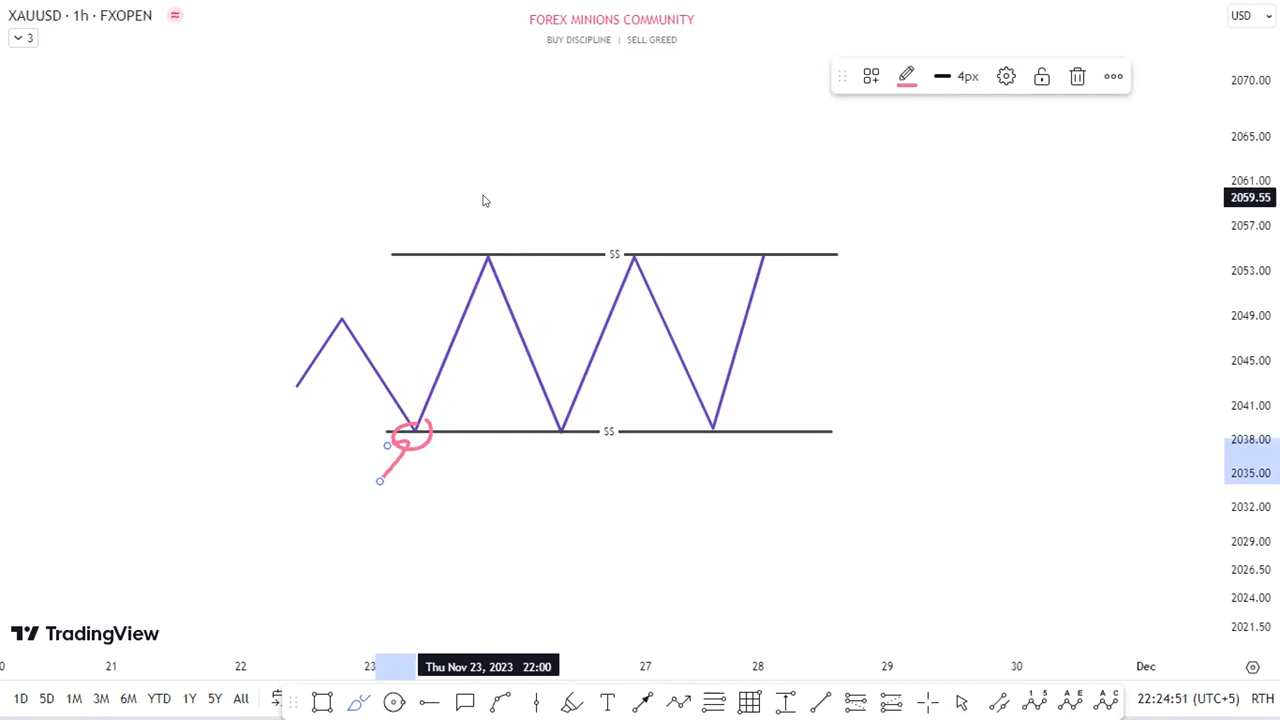 XAUUSD · 1h · FXOPEN
3
FOREX MINIONS COMMUNITY
BUY DISCIPLINE | SELL GREED
USD
4px
2070.00
2065.00
2061.00
2059.55
2057.00
2053.00
2049.00
2045.00
2041.00
2038.00
2035.00
2032.00
2029.00
2026.50
2024.00
2021.50
$$
$$
TradingView
0 21 22 23 Thu Nov 23, 2023 22:00 27 28 29 30 Dec
1D 5D 1M 3M 6M YTD 1Y 5Y All 22:24:51 (UTC+5) RTH